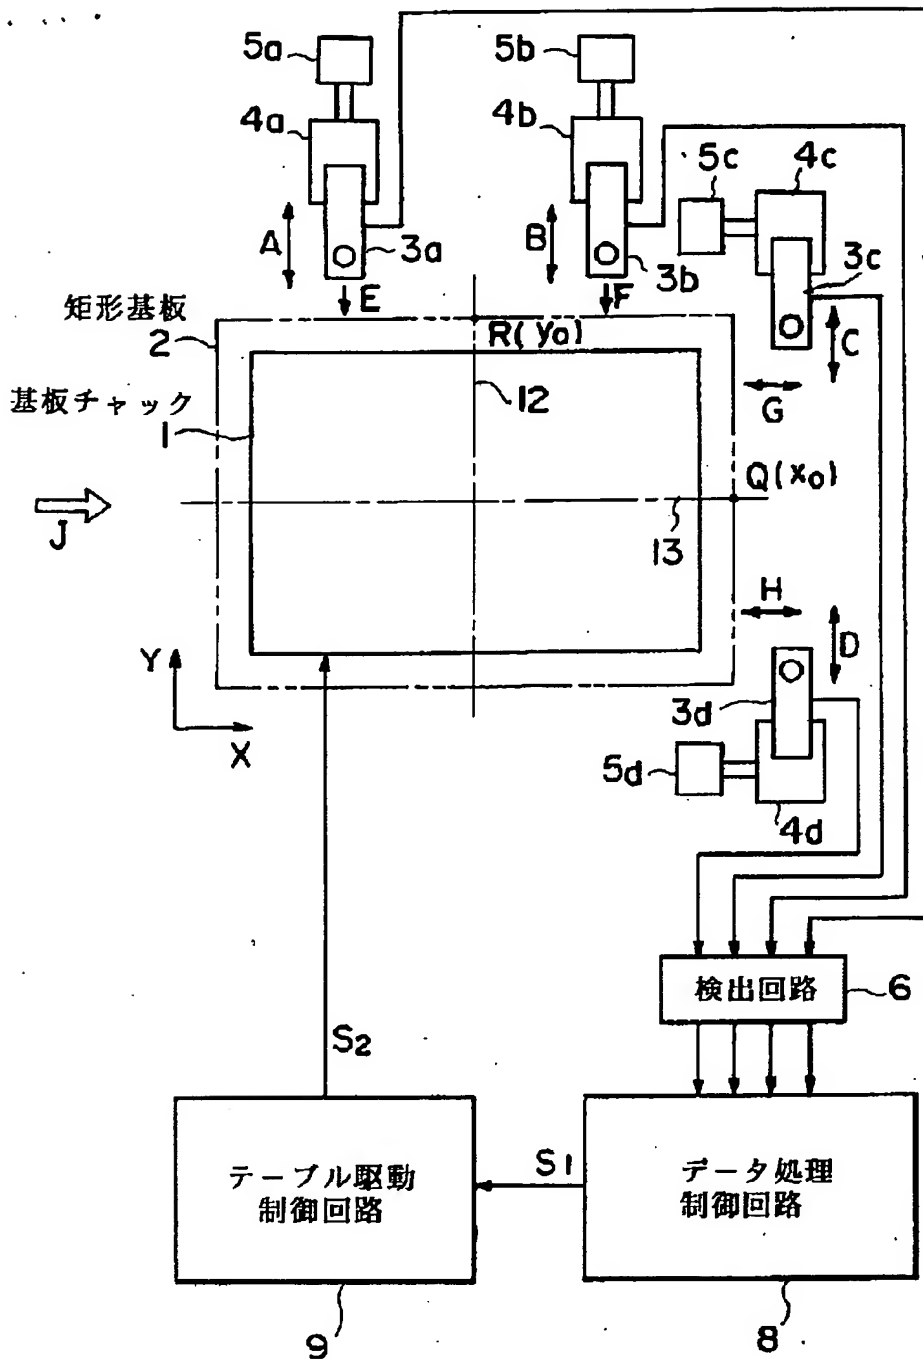 5a
5b
4a
4b
5c
4c
A
3a
B
3b
3c
E
F
C
矩形基板
2
R(y0)
G
12
基板チャック
1
Q(x0)
J
13
H
D
Y
X
3d
5d
4d
検出回路
6
S2
テーブル駆動
制御回路
S1
データ処理
制御回路
9
8